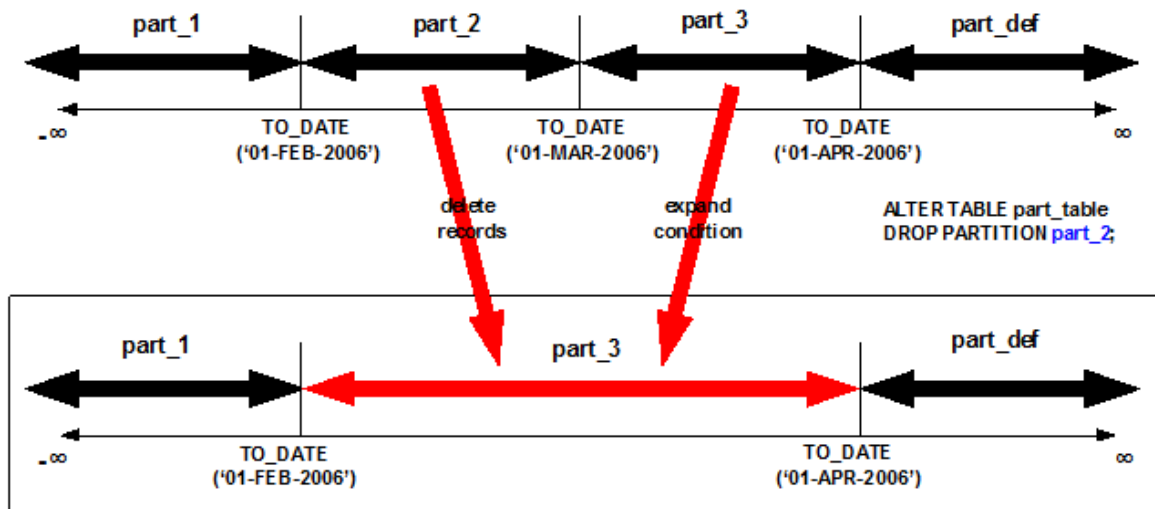 part_1 part_2 part_3 part_def
-∞ TO_DATE TO_DATE TO_DATE ∞
(‘01-FEB-2006’) (‘01-MAR-2006’) (‘01-APR-2006’)
delete expand ALTER TABLE part_table
records condition DROP PARTITION part_2;
part_1 part_3 part_def
-∞ TO_DATE TO_DATE ∞
(‘01-FEB-2006’) (‘01-APR-2006’)